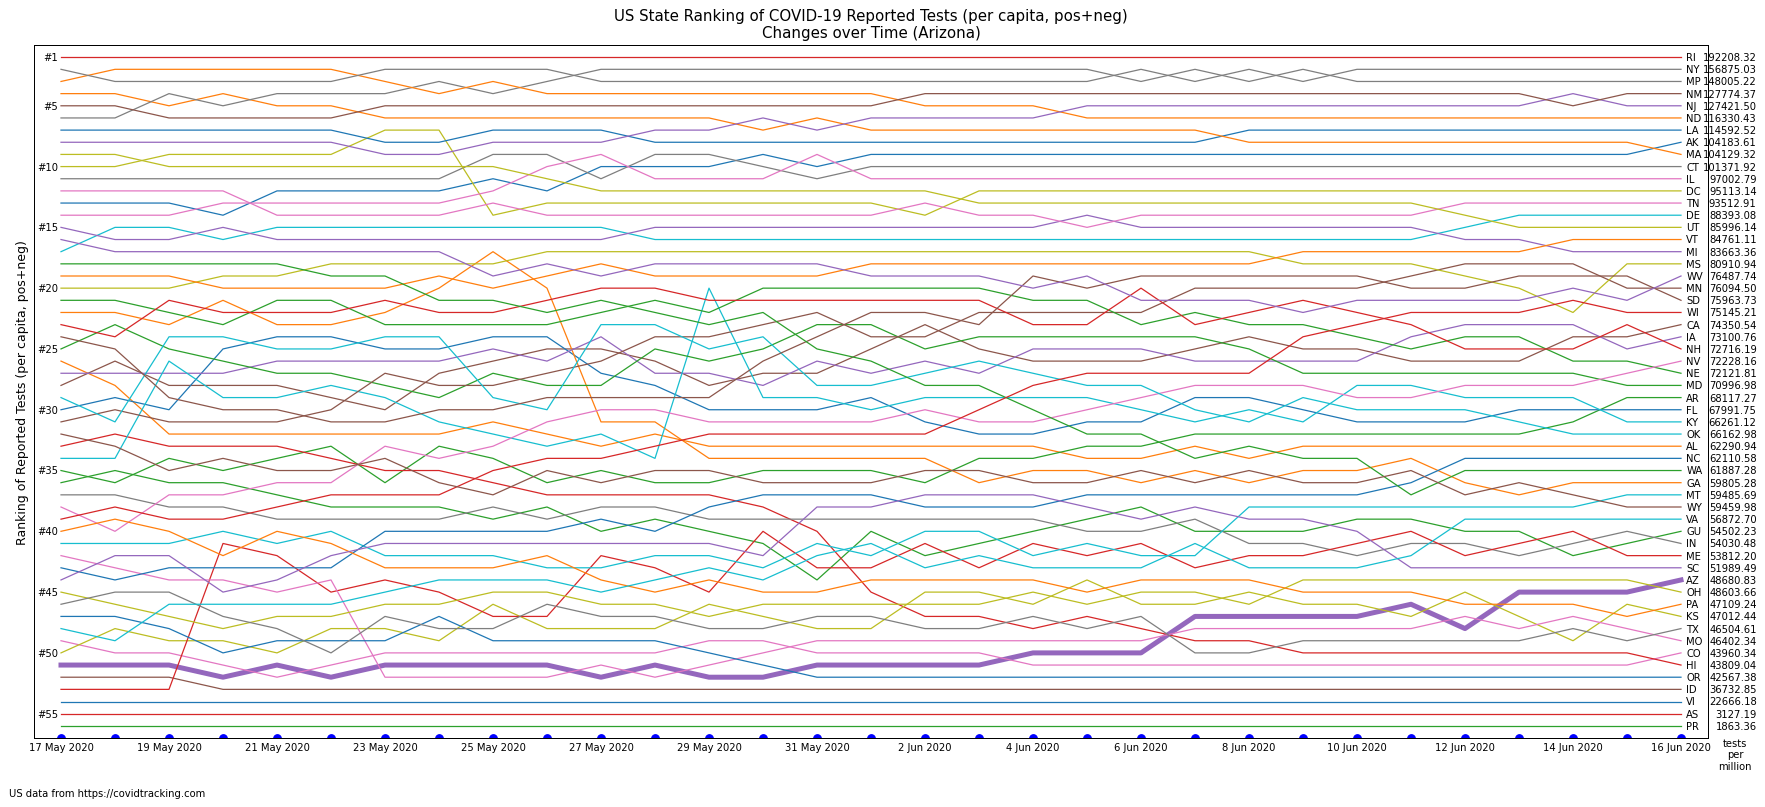 US State Ranking of COVID-19 Reported Tests (per capita, pos+neg)
Changes over Time (Arizona)
Ranking of Reported Tests (per capita, pos+neg)
#1
#5
#10
#15
#20
#25
#30
#35
#40
#45
#50
#55
RI 192208.32
NY 156875.03
MP 148005.22
NM 127774.37
NJ 127421.50
ND 116330.43
LA 114592.52
AK 104183.61
MA 104129.32
CT 101371.92
IL 97002.79
DC 95113.14
TN 93512.91
DE 88393.08
UT 85996.14
VT 84761.11
MI 83663.36
MS 80910.94
WV 76487.74
MN 76094.50
SD 75963.73
WI 75145.21
CA 74350.54
IA 73100.76
NH 72716.19
NV 72228.16
NE 72121.81
MD 70996.98
AR 68117.27
FL 67991.75
KY 66261.12
OK 66162.98
AL 62290.94
NC 62110.58
WA 61887.28
GA 59805.28
MT 59485.69
WY 59459.98
VA 56872.70
GU 54502.23
IN 54030.48
ME 53812.20
SC 51989.49
AZ 48680.83
OH 48603.66
PA 47109.24
KS 47012.44
TX 46504.61
MO 46402.34
CO 43960.34
HI 43809.04
OR 42567.38
ID 36732.85
VI 22666.18
AS 3127.19
PR 1863.36
17 May 2020 19 May 2020 21 May 2020 23 May 2020 25 May 2020 27 May 2020 29 May 2020 31 May 2020 2 Jun 2020 4 Jun 2020 6 Jun 2020 8 Jun 2020 10 Jun 2020 12 Jun 2020 14 Jun 2020 16 Jun 2020
tests
per
million
US data from https://covidtracking.com